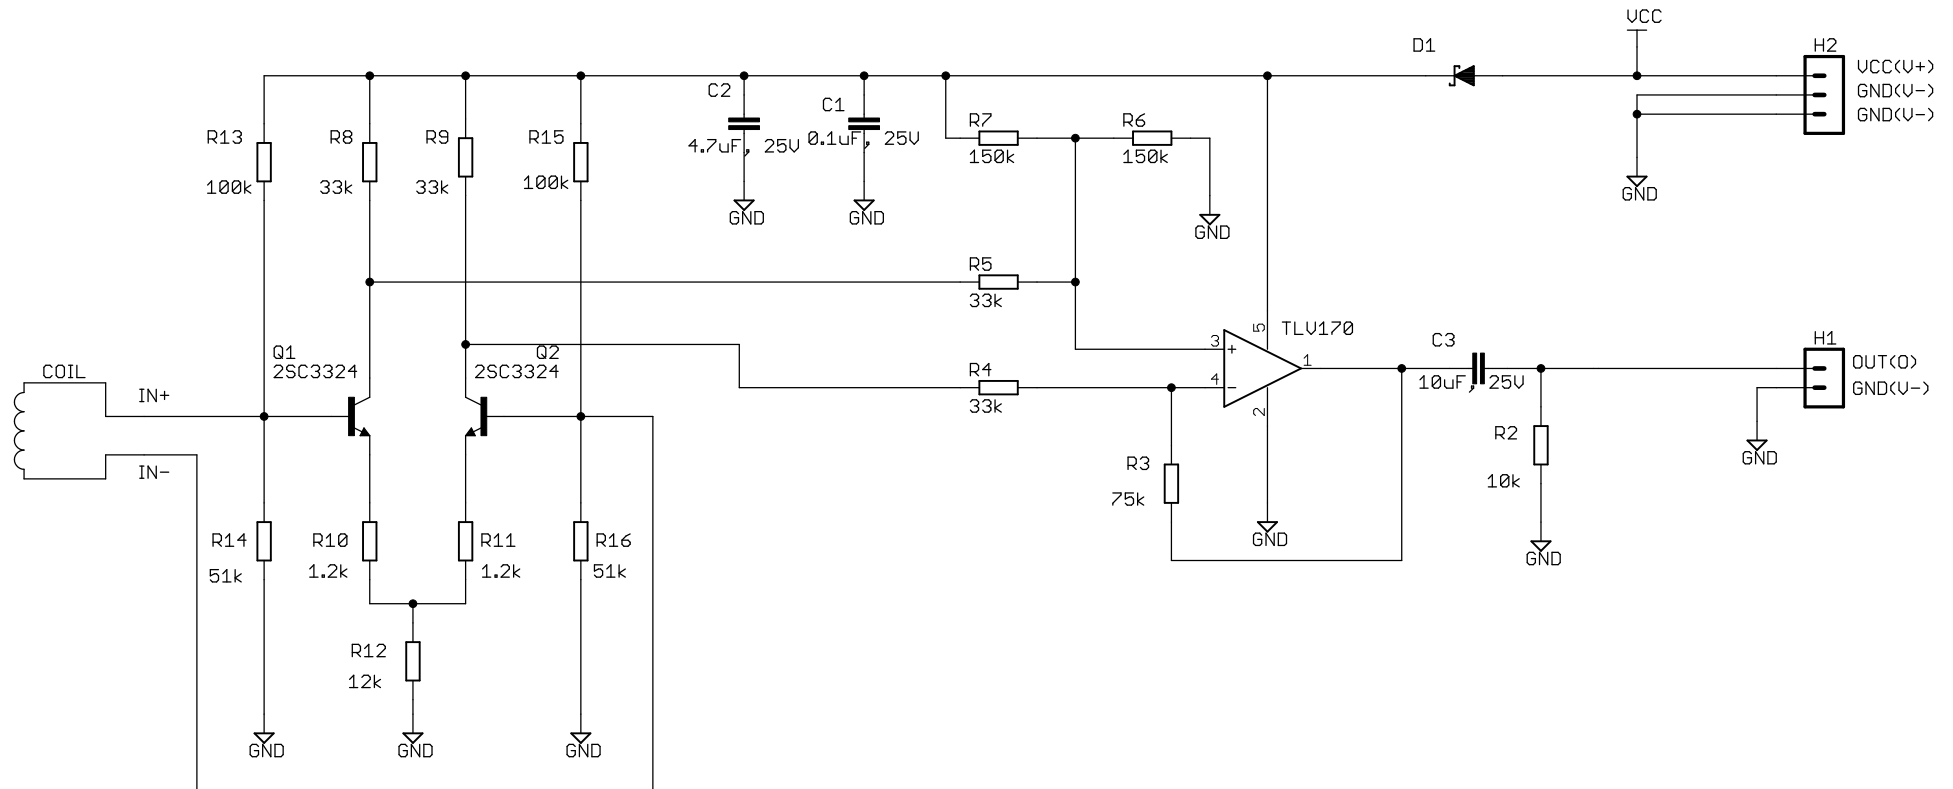 VCC
D1
H2
VCC(V+)
GND(V-)
GND(V-)
C2
C1
4.7uF, 25V
0.1uF, 25V
R7
150k
R6
150k
R13
100k
R8
33k
R9
33k
R15
100k
GND
GND
GND
GND
R5
33k
Q1
2SC3324
Q2
2SC3324
COIL
IN+
IN-
R4
33k
TLV170
5
3
+
4
-
1
2
C3
10uF, 25V
H1
OUT(O)
GND(V-)
R3
75k
R2
10k
GND
GND
GND
R14
51k
R10
1.2k
R11
1.2k
R16
51k
R12
12k
GND
GND
GND